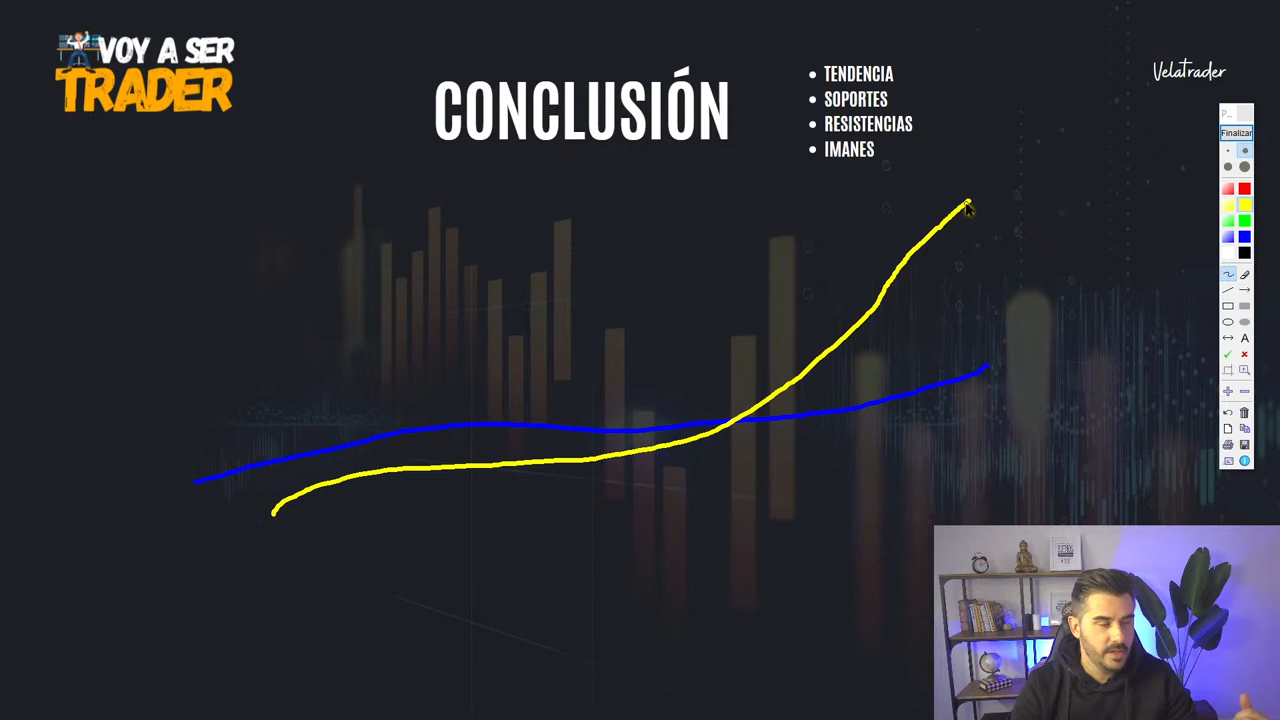 VOY A SER
TRADER
CONCLUSIÓN
TENDENCIA
SOPORTES
RESISTENCIAS
IMANES
Velatrader
P...
Finalizar
A